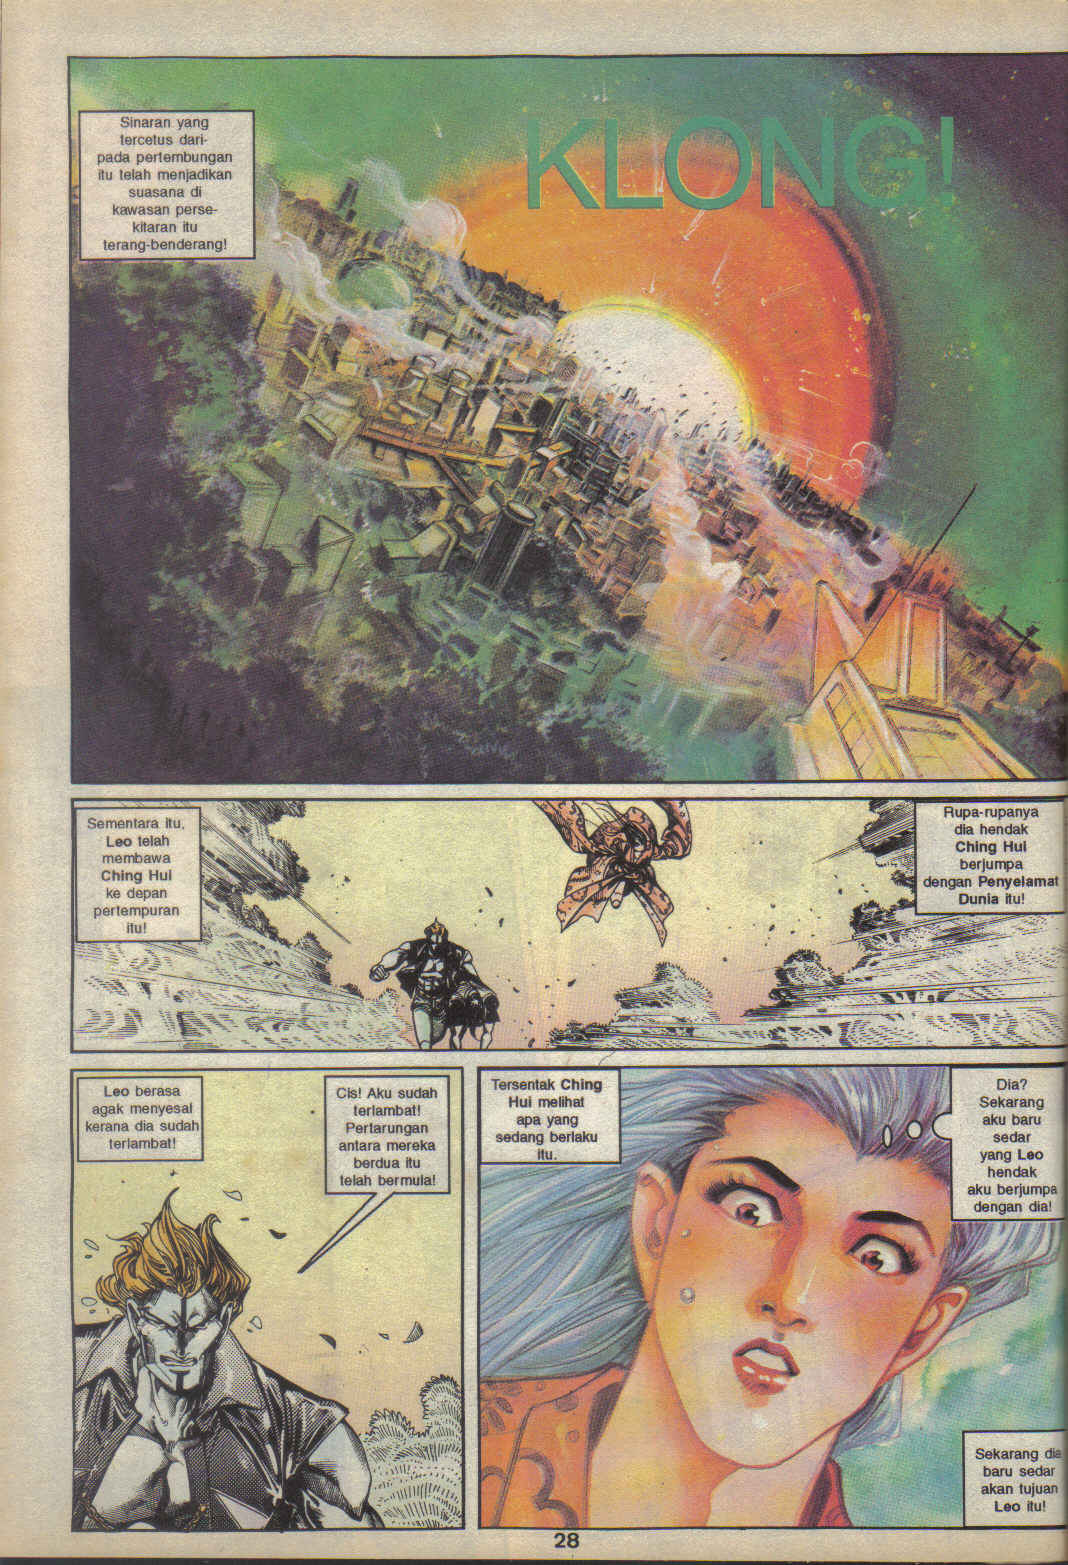 Sinaran yang
tercetus dari-
pada pertembungan
itu telah menjadikan
suasana di
kawasan perse-
kitaran itu
terang-benderang!
KLONG!
Sementara itu,
Leo telah
membawa
Ching Hui
ke depan
pertempuran
itu!
Rupa-rupanya
dia hendak
Ching Hui
berjumpa
dengan Penyelamat
Dunia itu!
Leo berasa
agak menyesal
kerana dia sudah
terlambat!
Cis! Aku sudah
terlambat!
Pertarungan
antara mereka
berdua itu
telah bermula!
Tersentak Ching
Hui melihat
apa yang
sedang berlaku
itu.
Dia?
Sekarang
aku baru
sedar
yang Leo
hendak
aku berjumpa
dengan dia!
Sekarang dia
baru sedar
akan tujuan
Leo itu!
28